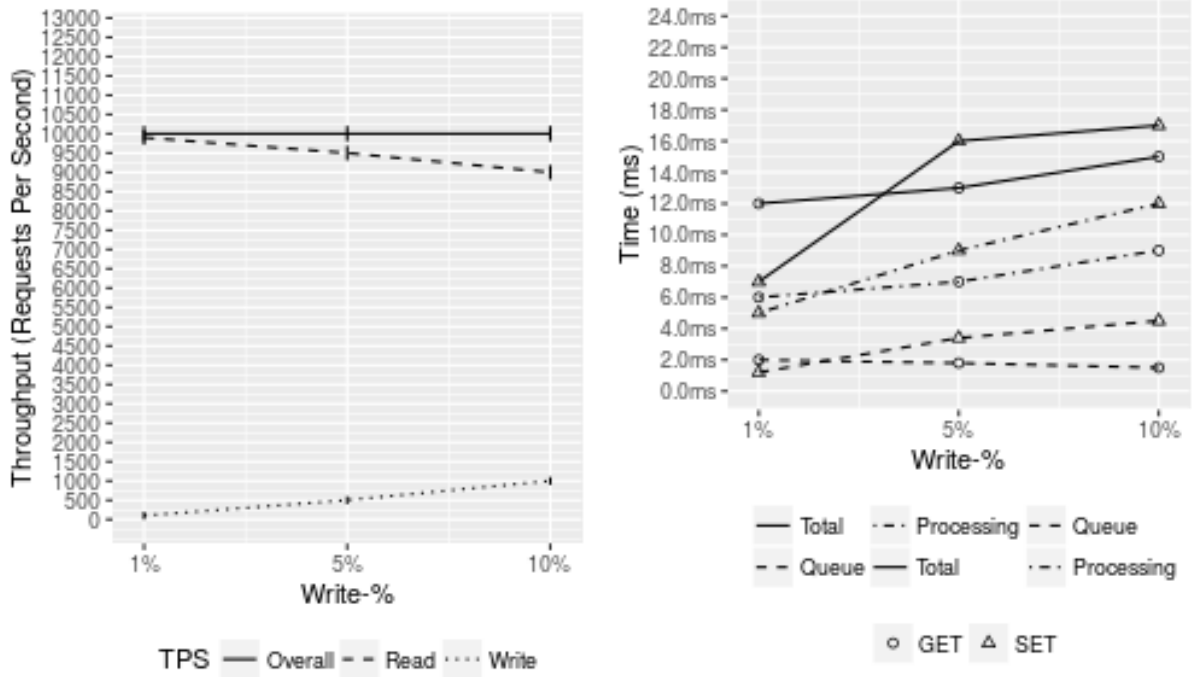 Throughput (Requests Per Second)
13000
12500
12000
11500
11000
10500
10000
9500
9000
8500
8000
7500
7000
6500
6000
5500
5000
4500
4000
3500
3000
2500
2000
1500
1000
500
0
1% 5% 10%
Write-%
TPS Overall Read Write
Time (ms)
24.0ms
22.0ms
20.0ms
18.0ms
16.0ms
14.0ms
12.0ms
10.0ms
8.0ms
6.0ms
4.0ms
2.0ms
0.0ms
1% 5% 10%
Write-%
Total Processing Queue
Queue Total Processing
GET SET